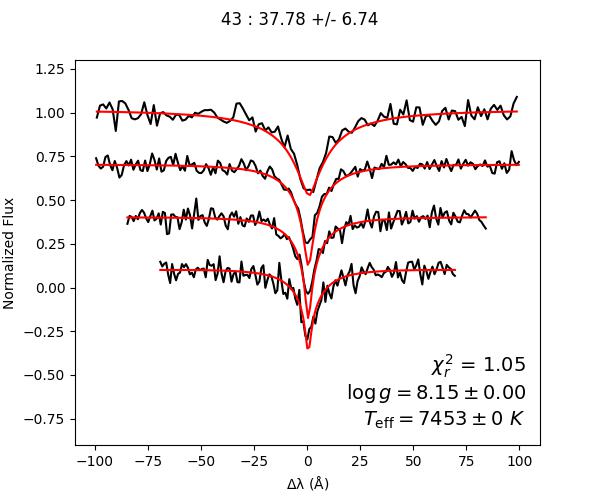 43 : 37.78 +/- 6.74
1.25
1.00
0.75
0.50
0.25
0.00
−0.25
−0.50
−0.75
Normalized Flux
χ²ᵣ = 1.05
log g = 8.15 ± 0.00
T_eff = 7453 ± 0 K
−100 −75 −50 −25 0 25 50 75 100
Δλ (Å)